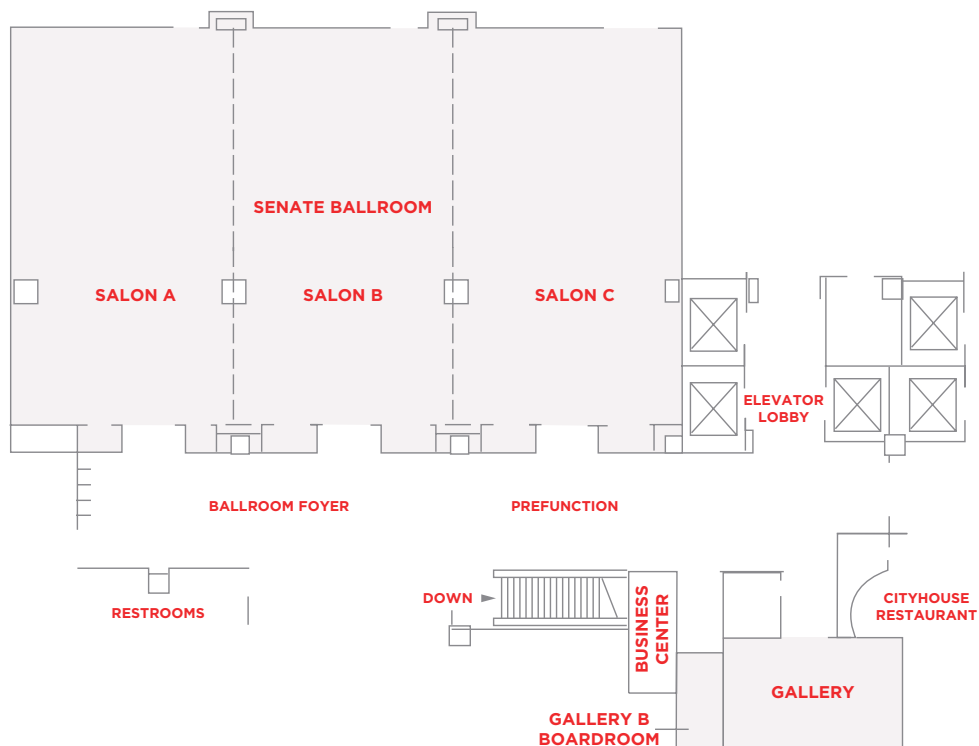 SENATE BALLROOM
SALON A
SALON B
SALON C
ELEVATOR
LOBBY
BALLROOM FOYER
PREFUNCTION
DOWN
RESTROOMS
BUSINESS
CENTER
CITYHOUSE
RESTAURANT
GALLERY
GALLERY B
BOARDROOM